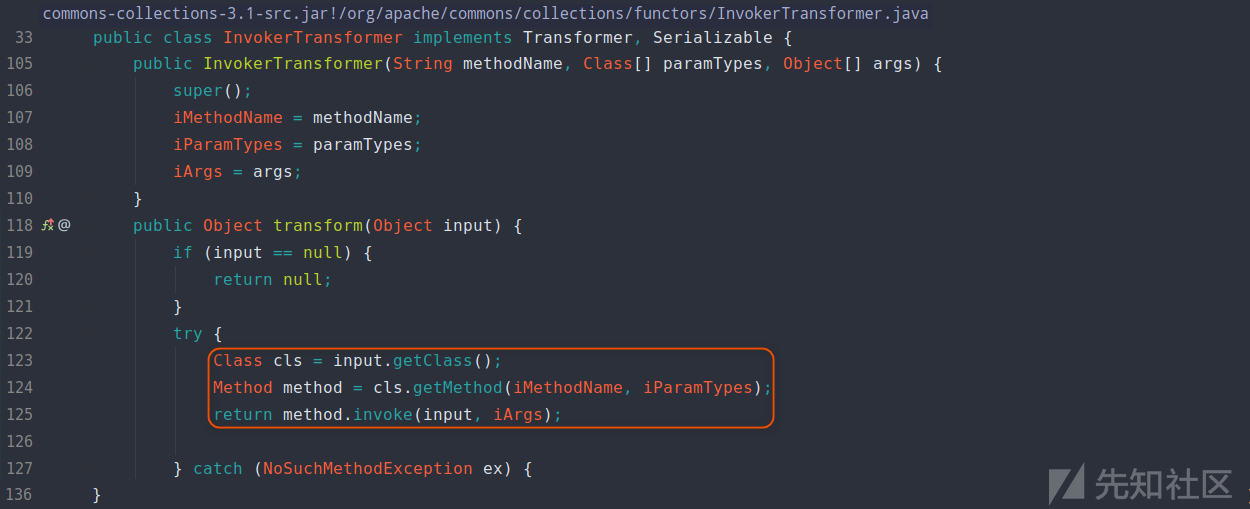 commons-collections-3.1-src.jar!/org/apache/commons/collections/functors/InvokerTransformer.java
33 public class InvokerTransformer implements Transformer, Serializable {
105 public InvokerTransformer(String methodName, Class[] paramTypes, Object[] args) {
106 super();
107 iMethodName = methodName;
108 iParamTypes = paramTypes;
109 iArgs = args;
110 }
118 @ public Object transform(Object input) {
119 if (input == null) {
120 return null;
121 }
122 try {
123 Class cls = input.getClass();
124 Method method = cls.getMethod(iMethodName, iParamTypes);
125 return method.invoke(input, iArgs);
126
127 } catch (NoSuchMethodException ex) {
136 }
先知社区